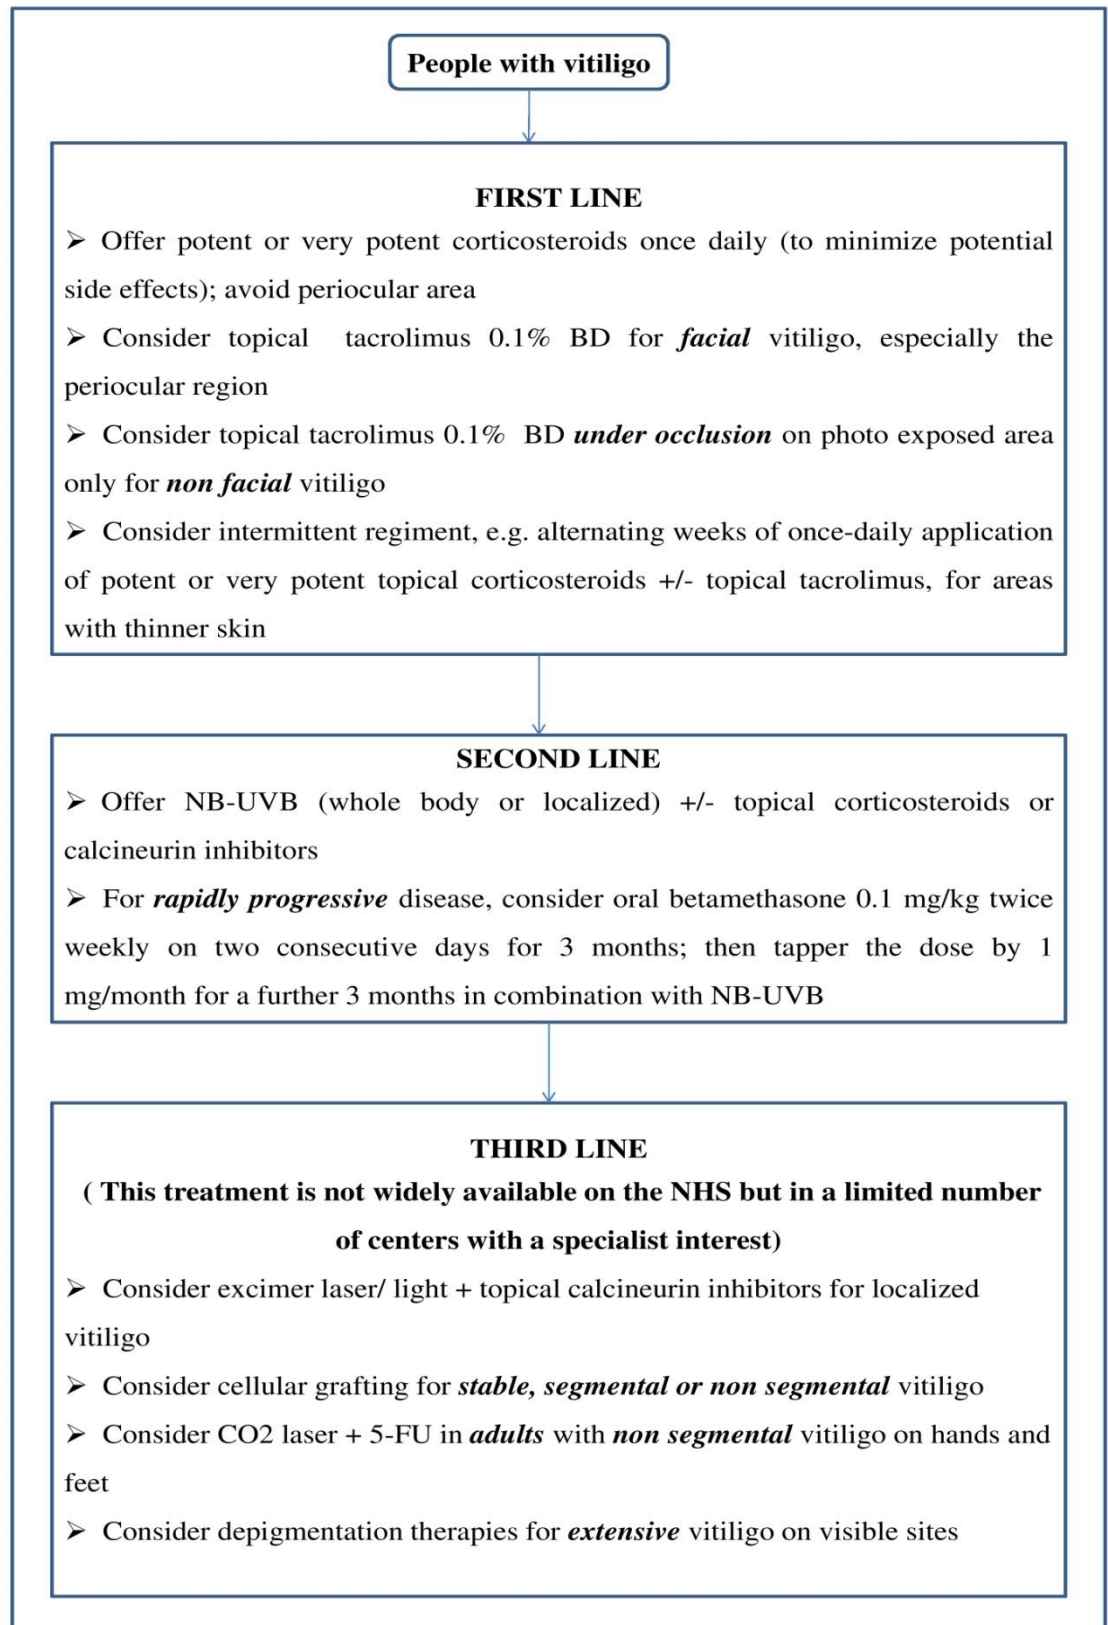 People with vitiligo
FIRST LINE
➢ Offer potent or very potent corticosteroids once daily (to minimize potential
side effects); avoid periocular area
➢ Consider topical tacrolimus 0.1% BD for facial vitiligo, especially the
periocular region
➢ Consider topical tacrolimus 0.1% BD under occlusion on photo exposed area
only for non facial vitiligo
➢ Consider intermittent regiment, e.g. alternating weeks of once-daily application
of potent or very potent topical corticosteroids +/- topical tacrolimus, for areas
with thinner skin
SECOND LINE
➢ Offer NB-UVB (whole body or localized) +/- topical corticosteroids or
calcineurin inhibitors
➢ For rapidly progressive disease, consider oral betamethasone 0.1 mg/kg twice
weekly on two consecutive days for 3 months; then tapper the dose by 1
mg/month for a further 3 months in combination with NB-UVB
THIRD LINE
( This treatment is not widely available on the NHS but in a limited number
of centers with a specialist interest)
➢ Consider excimer laser/ light + topical calcineurin inhibitors for localized
vitiligo
➢ Consider cellular grafting for stable, segmental or non segmental vitiligo
➢ Consider CO2 laser + 5-FU in adults with non segmental vitiligo on hands and
feet
➢ Consider depigmentation therapies for extensive vitiligo on visible sites